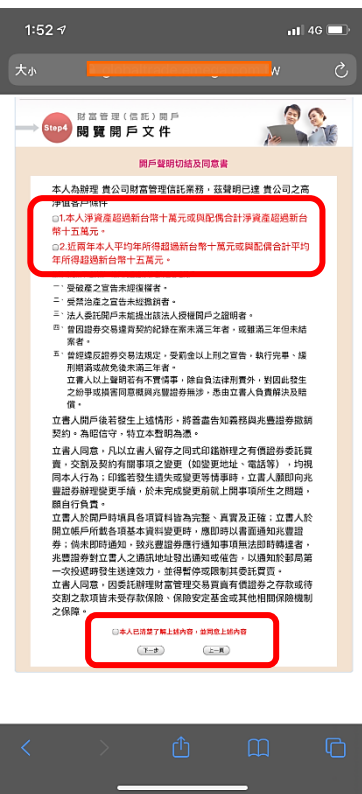 1:52
4G
大小
W
Step4
財富管理(信託)開戶
閱覽開戶文件
開戶聲明切結及同意書
本人為辦理 貴公司財富管理信託業務，茲聲明已達 貴公司之高
淨值客戶條件
□1.本人淨資產超過新台幣十萬元或與配偶合計淨資產超過新台
幣十五萬元。
□2.近兩年本人平均年所得超過新台幣十萬元或與配偶合計平均
年所得超過新台幣十五萬元。
一、受破產之宣告未經復權者。
二、受禁治產之宣告未經撤銷者。
三、法人委託開戶未能提出該法人授權開戶之證明者。
四、曾因證券交易違背契約紀錄在案未滿三年者，或雖滿三年但未結
案者。
五、曾經違反證券交易法規定，受罰金以上刑之宣告，執行完畢、緩
刑期滿或赦免後未滿三年者。
立書人以上聲明若有不實情事，除自負法律刑責外，對因此發生
之紛爭或損害同意概與兆豐證券無涉，悉由立書人負責解決及賠
償。
立書人開戶後若發生上述情形，將善盡告知義務與兆豐證券撤銷
契約。為昭信守，特立本聲明為憑。
立書人同意，凡以立書人留存之同式印鑑辦理之有價證券委託買
賣，交割及契約有關事項之變更（如變更地址、電話等），均視
同本人行為；印鑑若發生遺失或變更等情事時，立書人願即向兆
豐證券辦理變更手續，於未完成變更前就上開事項所生之問題，
願自行負責。
立書人於開戶時填具各項資料皆為完整、真實及正確；立書人於
開立帳戶所載各項基本資料變更時，應即時以書面通知兆豐證
券；倘未即時通知，致兆豐證券應行通知事項無法即時轉達者，
兆豐證券對立書人之通訊地址發出通知或催告，以通知於郵局第
一次投遞時發生送達效力，並得暫停或限制其委託買賣。
立書人同意，因委託辦理財富管理交易買賣有價證券之存款或待
交割之款項皆未受存款保險、保險安定基金或其他相關保險機制
之保障。
□本人已清楚了解上述內容，並同意上述內容
下一步
上一頁